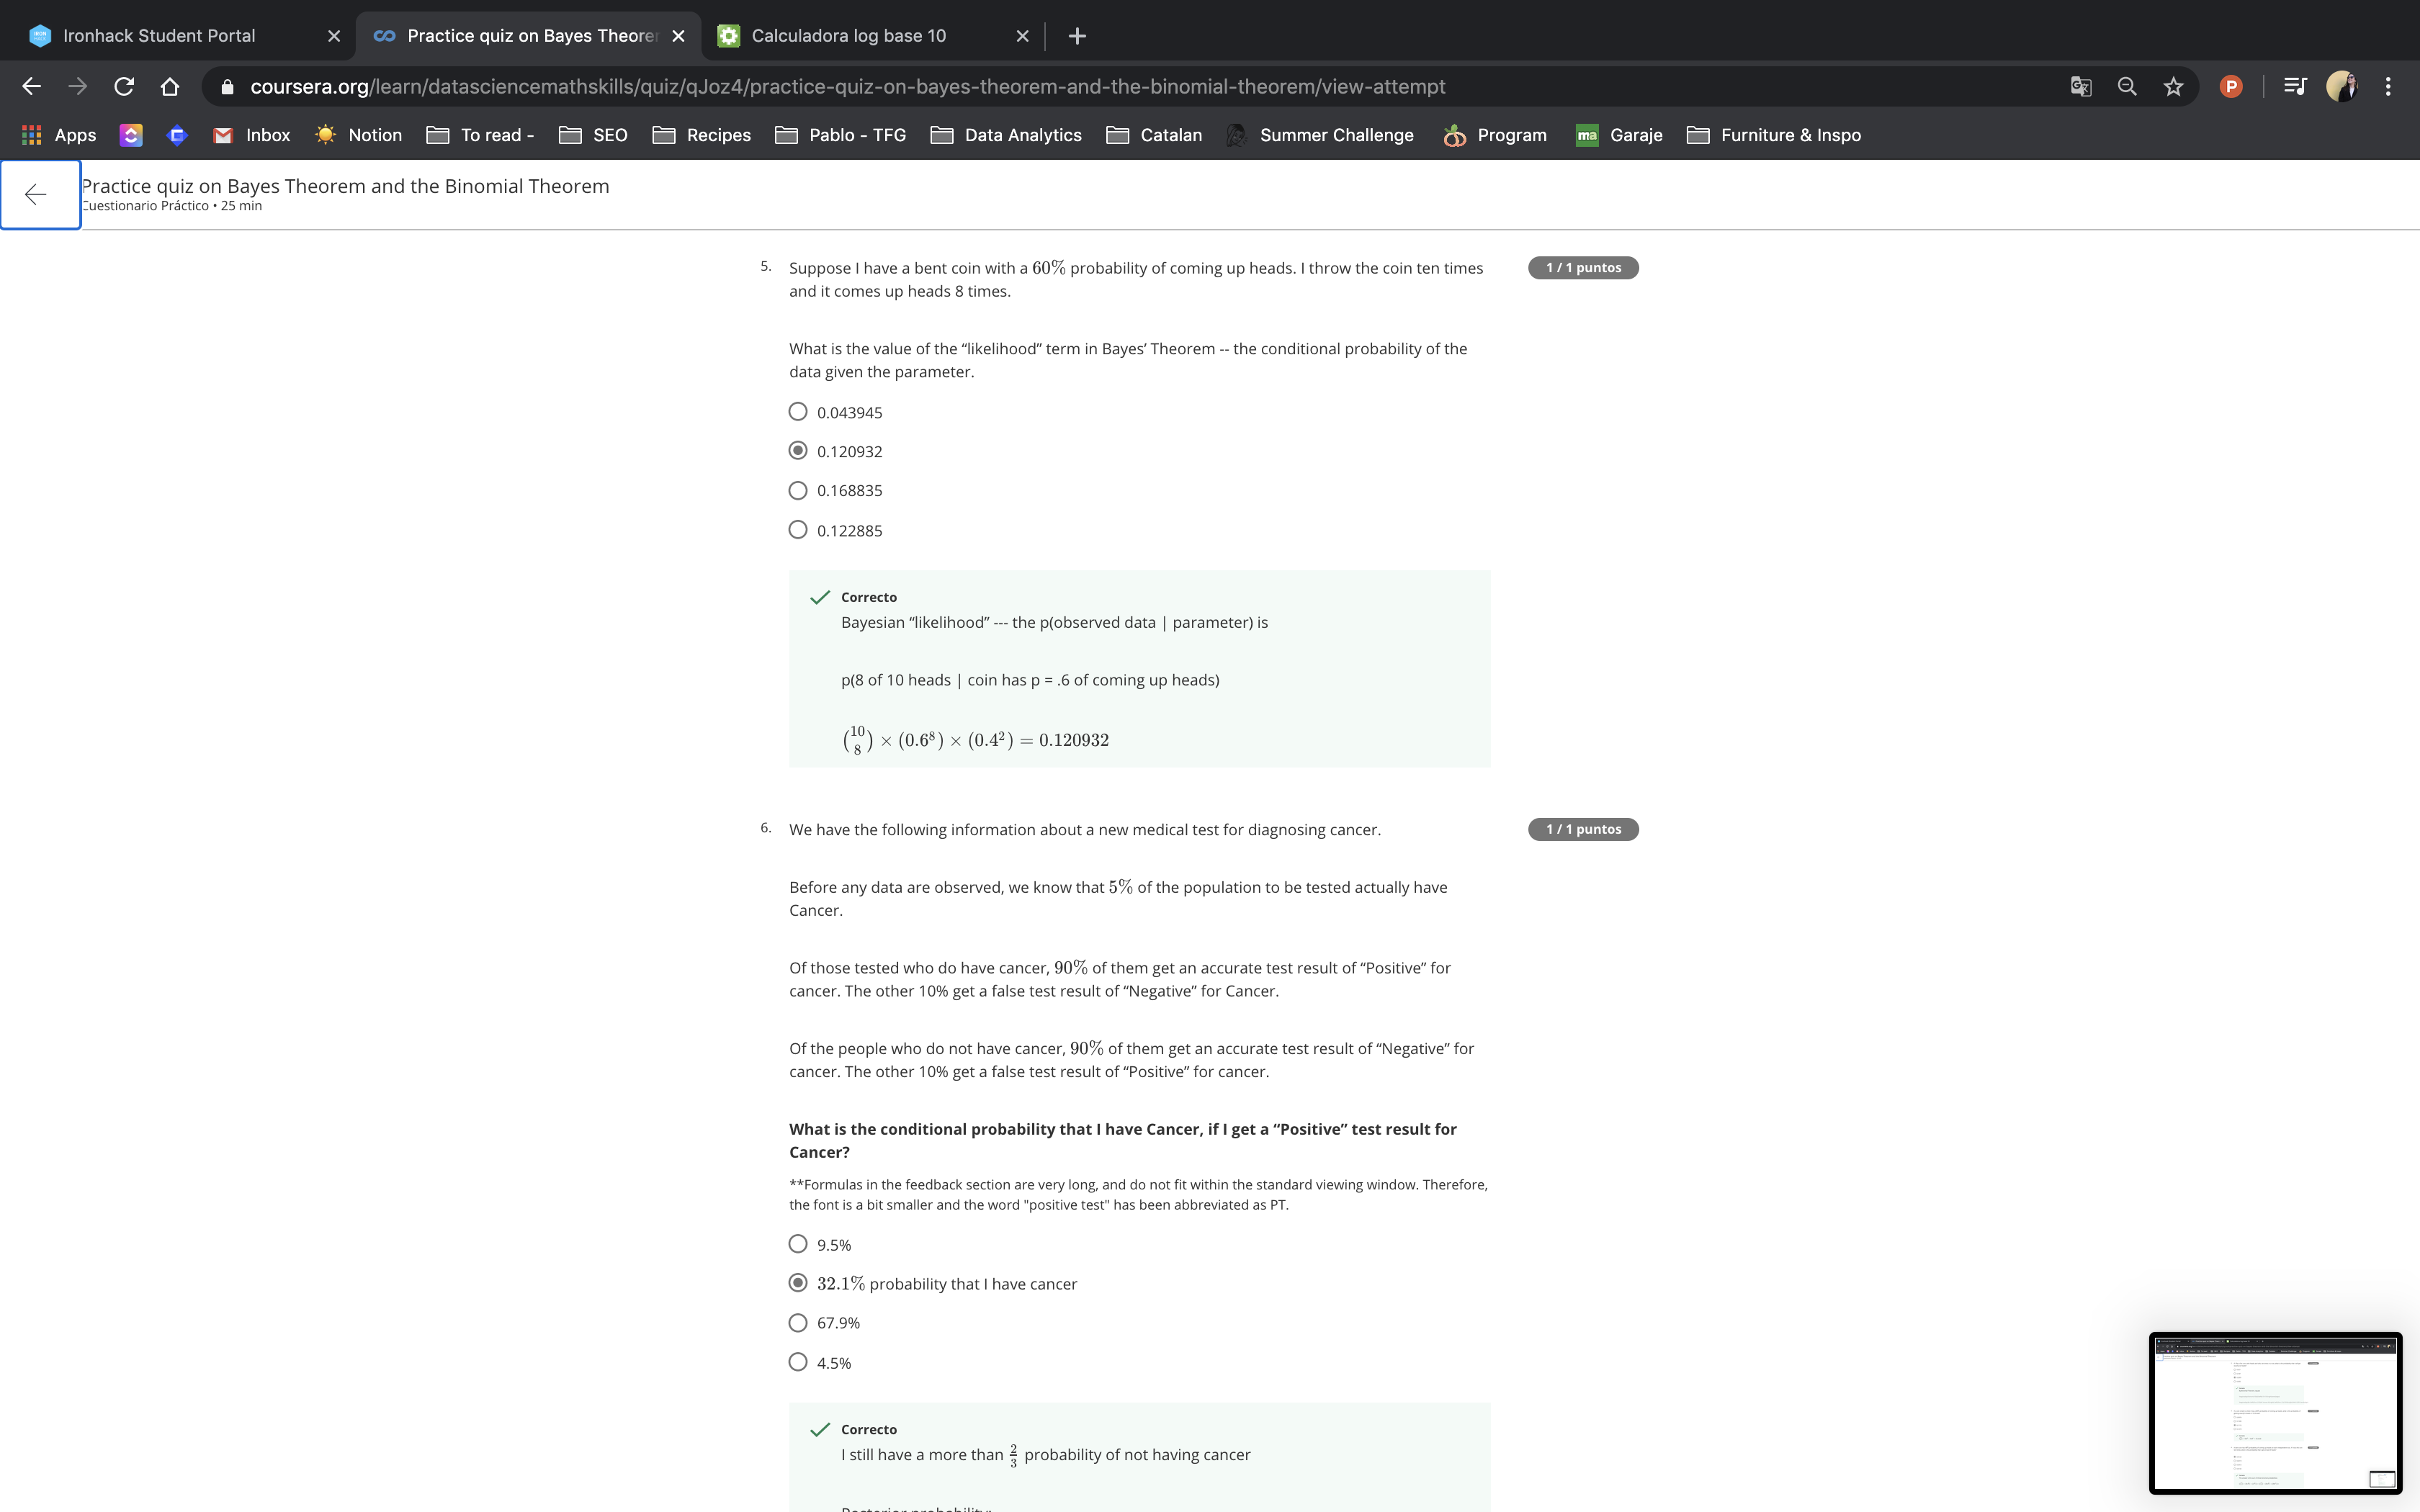 Ironhack Student Portal
Practice quiz on Bayes Theorem
Calculadora log base 10
coursera.org/learn/datasciencemathskills/quiz/qJoz4/practice-quiz-on-bayes-theorem-and-the-binomial-theorem/view-attempt
P
Apps
Inbox
Notion
To read -
SEO
Recipes
Pablo - TFG
Data Analytics
Catalan
Summer Challenge
Program
ma
Garaje
Furniture & Inspo
Practice quiz on Bayes Theorem and the Binomial Theorem
Cuestionario Práctico • 25 min
5. Suppose I have a bent coin with a 60% probability of coming up heads. I throw the coin ten times
and it comes up heads 8 times.
1 / 1 puntos
What is the value of the “likelihood” term in Bayes’ Theorem -- the conditional probability of the
data given the parameter.
0.043945
0.120932
0.168835
0.122885
Correcto
Bayesian “likelihood” --- the p(observed data | parameter) is
p(8 of 10 heads | coin has p = .6 of coming up heads)
(10 8) × (0.6⁸) × (0.4²) = 0.120932
6. We have the following information about a new medical test for diagnosing cancer.
1 / 1 puntos
Before any data are observed, we know that 5% of the population to be tested actually have
Cancer.
Of those tested who do have cancer, 90% of them get an accurate test result of “Positive” for
cancer. The other 10% get a false test result of “Negative” for Cancer.
Of the people who do not have cancer, 90% of them get an accurate test result of “Negative” for
cancer. The other 10% get a false test result of “Positive” for cancer.
What is the conditional probability that I have Cancer, if I get a “Positive” test result for
Cancer?
**Formulas in the feedback section are very long, and do not fit within the standard viewing window. Therefore,
the font is a bit smaller and the word "positive test" has been abbreviated as PT.
9.5%
32.1% probability that I have cancer
67.9%
4.5%
Correcto
I still have a more than 2/3 probability of not having cancer
Posterior probability: